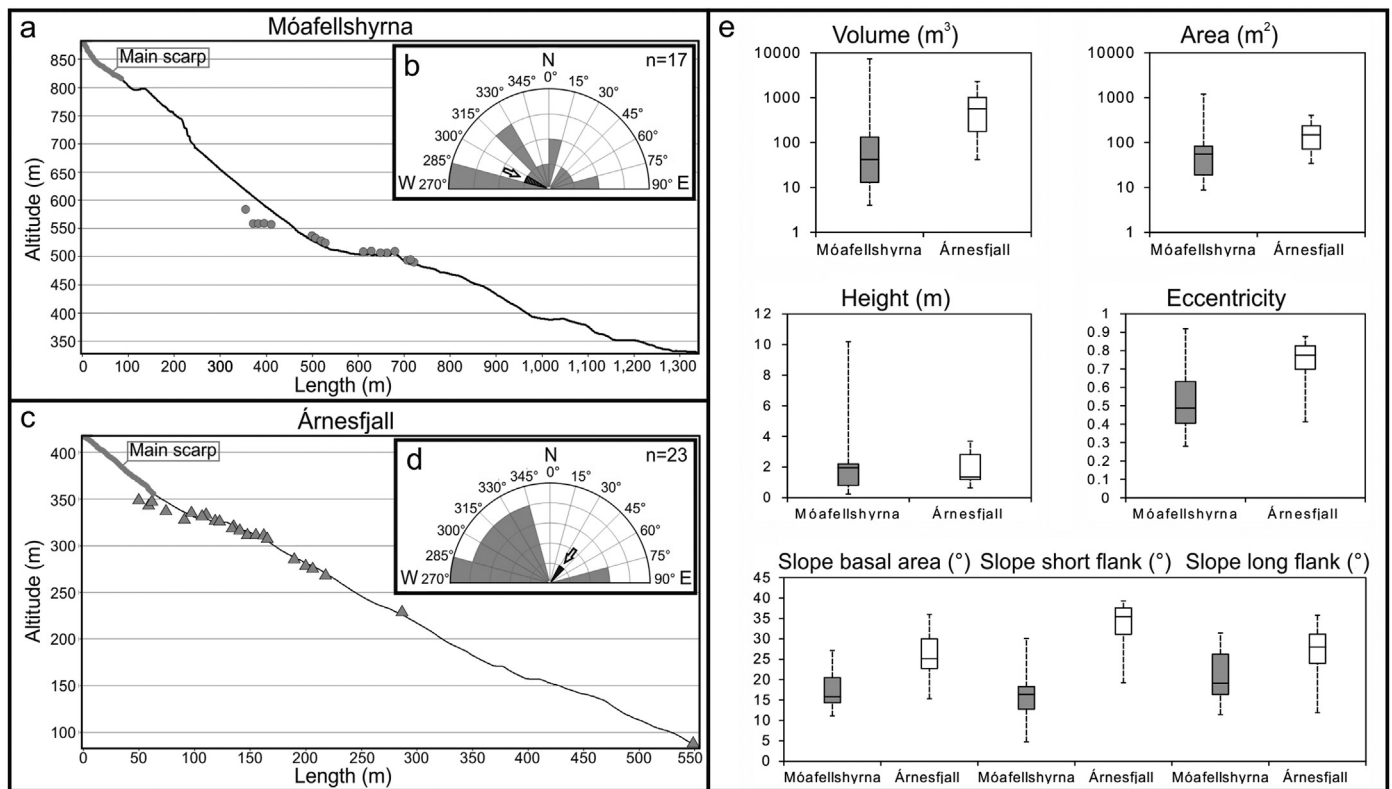 a
Móafellshyrna
Main scarp
850
800
750
700
650
600
550
500
450
400
350
Altitude (m)
0 100 200 300 400 500 600 700 800 900 1,000 1,100 1,200 1,300
Length (m)
b
n=17
N
0°
345° 15°
330° 30°
315° 45°
300° 60°
285° 75°
W 270° 90° E
c
Árnesfjall
Main scarp
400
350
300
250
200
150
100
Altitude (m)
0 50 100 150 200 250 300 350 400 450 500 550
Length (m)
d
n=23
N
0°
345° 15°
330° 30°
315° 45°
300° 60°
285° 75°
W 270° 90° E
e
Volume (m³)
10000
1000
100
10
1
Móafellshyrna Árnesfjall
Area (m²)
10000
1000
100
10
1
Móafellshyrna Árnesfjall
Height (m)
12
10
8
6
4
2
0
Móafellshyrna Árnesfjall
Eccentricity
1
0.9
0.8
0.7
0.6
0.5
0.4
0.3
0.2
0.1
0
Móafellshyrna Árnesfjall
Slope basal area (°) Slope short flank (°) Slope long flank (°)
45
40
35
30
25
20
15
10
5
0
Móafellshyrna Árnesfjall Móafellshyrna Árnesfjall Móafellshyrna Árnesfjall